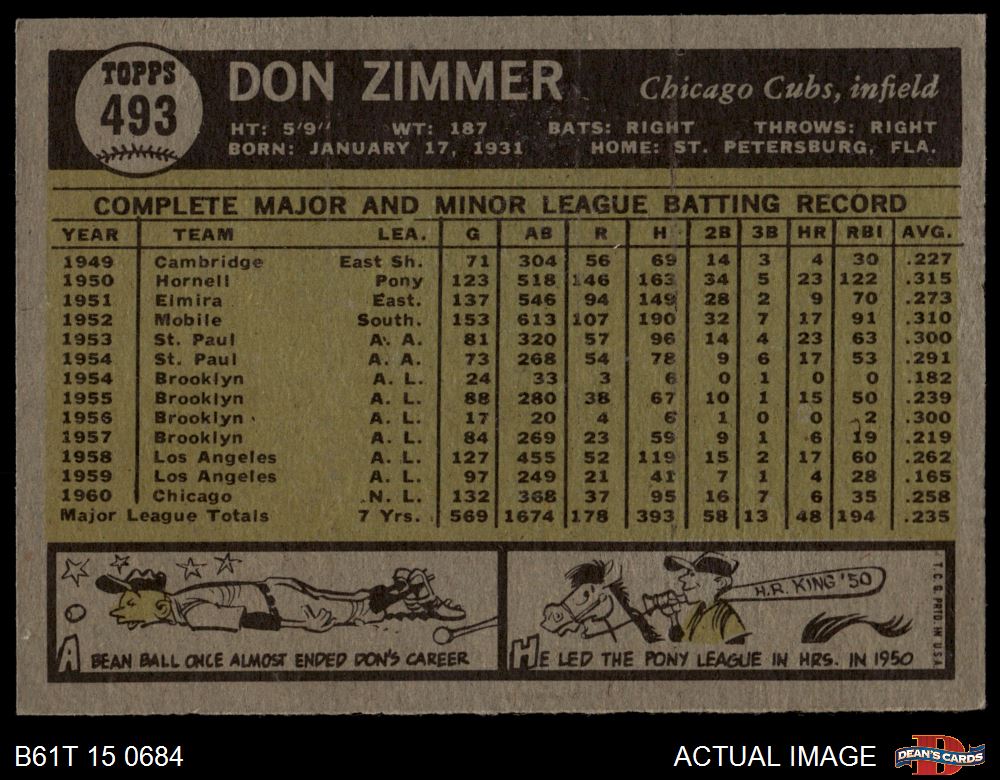 TOPPS
493
DON ZIMMER
Chicago Cubs, infield
HT: 5'9" WT: 187 BATS: RIGHT THROWS: RIGHT
BORN: JANUARY 17, 1931 HOME: ST. PETERSBURG, FLA.
COMPLETE MAJOR AND MINOR LEAGUE BATTING RECORD
YEAR TEAM LEA. G AB R H 2B 3B HR RBI AVG.
1949 Cambridge East Sh. 71 304 56 69 14 3 4 30 .227
1950 Hornell Pony 123 518 146 163 34 5 23 122 .315
1951 Elmira East. 137 546 94 149 28 2 9 70 .273
1952 Mobile South. 153 613 107 190 32 7 17 91 .310
1953 St. Paul A. A. 81 320 57 96 14 4 23 63 .300
1954 St. Paul A. A. 73 268 54 78 9 6 17 53 .291
1954 Brooklyn A. L. 24 33 3 6 0 1 0 0 .182
1955 Brooklyn A. L. 88 280 38 67 10 1 15 50 .239
1956 Brooklyn A. L. 17 20 4 6 1 0 0 2 .300
1957 Brooklyn A. L. 84 269 23 59 9 1 6 19 .219
1958 Los Angeles A. L. 127 455 52 119 15 2 17 60 .262
1959 Los Angeles A. L. 97 249 21 41 7 1 4 28 .165
1960 Chicago N. L. 132 368 37 95 16 7 6 35 .258
Major League Totals 7 Yrs. 569 1674 178 393 58 13 48 194 .235
A BEAN BALL ONCE ALMOST ENDED DON'S CAREER
H.R. KING '50
HE LED THE PONY LEAGUE IN HRS. IN 1950
T.C.G. PRTD. IN U.S.A.
B61T 15 0684
ACTUAL IMAGE
D
DEAN'S CARDS